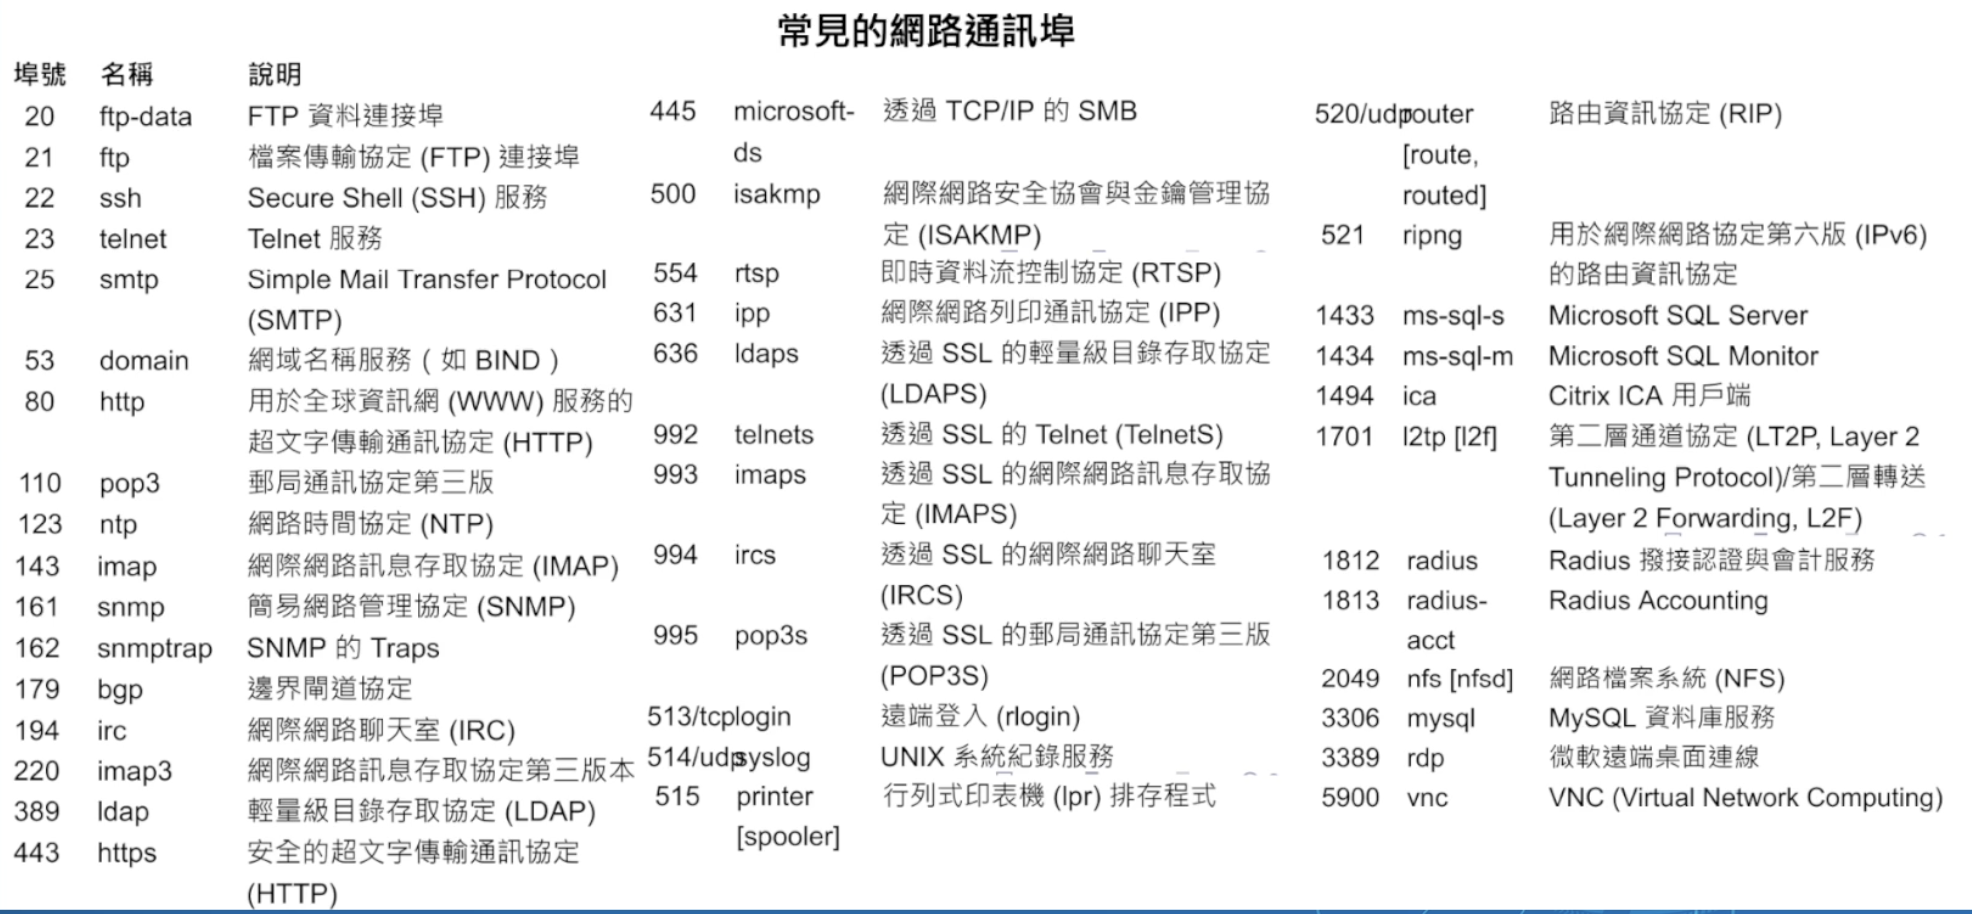 常見的網路通訊埠
埠號 名稱 說明
20 ftp-data FTP 資料連接埠
21 ftp 檔案傳輸協定 (FTP) 連接埠
22 ssh Secure Shell (SSH) 服務
23 telnet Telnet 服務
25 smtp Simple Mail Transfer Protocol
(SMTP)
53 domain 網域名稱服務 ( 如 BIND )
80 http 用於全球資訊網 (WWW) 服務的
超文字傳輸通訊協定 (HTTP)
110 pop3 郵局通訊協定第三版
123 ntp 網路時間協定 (NTP)
143 imap 網際網路訊息存取協定 (IMAP)
161 snmp 簡易網路管理協定 (SNMP)
162 snmptrap SNMP 的 Traps
179 bgp 邊界閘道協定
194 irc 網際網路聊天室 (IRC)
220 imap3 網際網路訊息存取協定第三版本
389 ldap 輕量級目錄存取協定 (LDAP)
443 https 安全的超文字傳輸通訊協定
(HTTP)
445 microsoft- 透過 TCP/IP 的 SMB
ds
500 isakmp 網際網路安全協會與金鑰管理協
定 (ISAKMP)
554 rtsp 即時資料流控制協定 (RTSP)
631 ipp 網際網路列印通訊協定 (IPP)
636 ldaps 透過 SSL 的輕量級目錄存取協定
(LDAPS)
992 telnets 透過 SSL 的 Telnet (TelnetS)
993 imaps 透過 SSL 的網際網路訊息存取協
定 (IMAPS)
994 ircs 透過 SSL 的網際網路聊天室
(IRCS)
995 pop3s 透過 SSL 的郵局通訊協定第三版
(POP3S)
513/tcp login 遠端登入 (rlogin)
514/udp syslog UNIX 系統紀錄服務
515 printer 行列式印表機 (lpr) 排存程式
[spooler]
520/udp router 路由資訊協定 (RIP)
[route,
routed]
521 ripng 用於網際網路協定第六版 (IPv6)
的路由資訊協定
1433 ms-sql-s Microsoft SQL Server
1434 ms-sql-m Microsoft SQL Monitor
1494 ica Citrix ICA 用戶端
1701 l2tp [l2f] 第二層通道協定 (LT2P, Layer 2
Tunneling Protocol)/第二層轉送
(Layer 2 Forwarding, L2F)
1812 radius Radius 撥接認證與會計服務
1813 radius- Radius Accounting
acct
2049 nfs [nfsd] 網路檔案系統 (NFS)
3306 mysql MySQL 資料庫服務
3389 rdp 微軟遠端桌面連線
5900 vnc VNC (Virtual Network Computing)